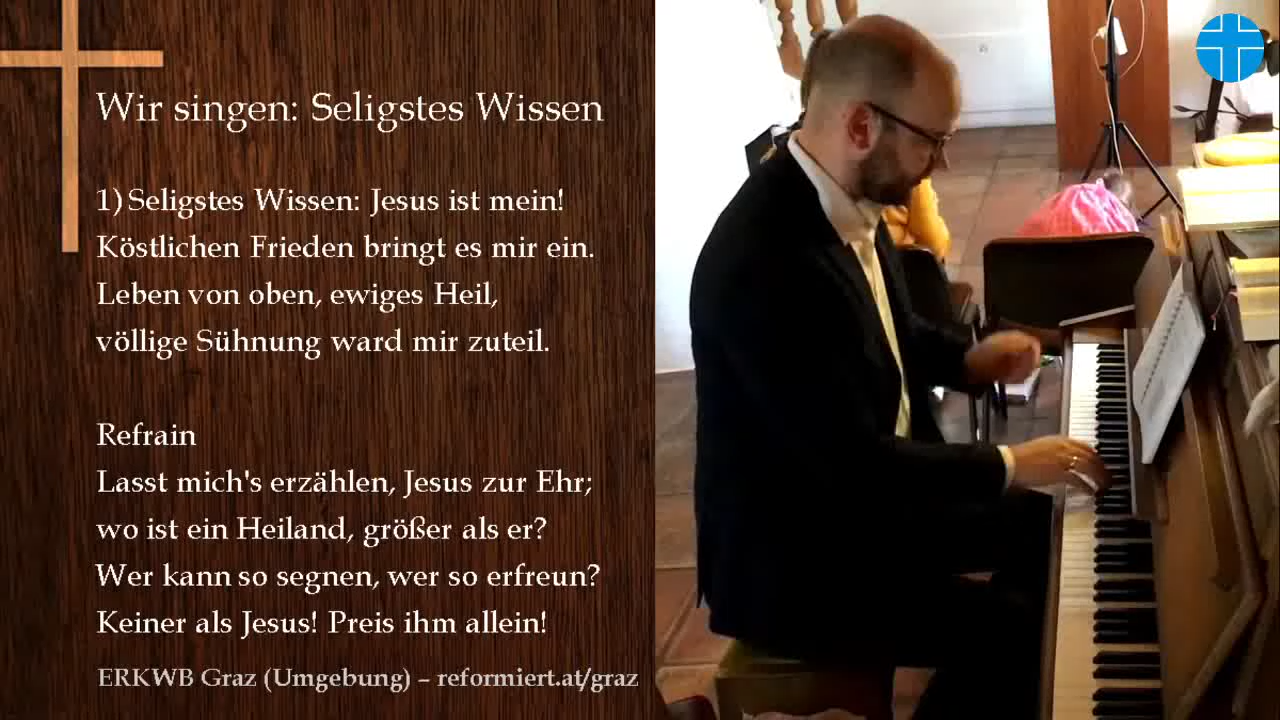 Wir singen: Seligstes Wissen
1) Seligstes Wissen: Jesus ist mein!
Köstlichen Frieden bringt es mir ein.
Leben von oben, ewiges Heil,
völlige Sühnung ward mir zuteil.
Refrain
Lasst mich's erzählen, Jesus zur Ehr;
wo ist ein Heiland, größer als er?
Wer kann so segnen, wer so erfreun?
Keiner als Jesus! Preis ihm allein!
ERKWB Graz (Umgebung) – reformiert.at/graz